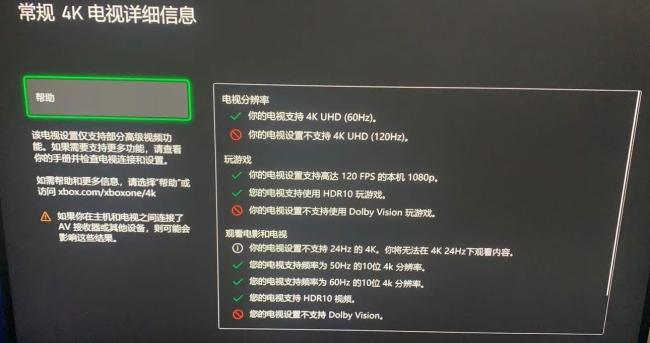 常规 4K 电视详细信息
帮助
该电视设置仅支持部分高级视频功
能。如果需要支持更多功能，请查看
你的手册并检查电视连接和设置。
如需帮助和更多信息，请选择"帮助"或
访问 xbox.com/xboxone/4k
如果你在主机和电视之间连接了
AV 接收器或其他设备，则可能会
影响这些结果。
电视分辨率
你的电视支持 4K UHD (60Hz)。
你的电视设置不支持 4K UHD (120Hz)。
玩游戏
你的电视设置支持高达 120 FPS 的本机 1080p。
您的电视支持使用 HDR10 玩游戏。
你的电视设置不支持使用 Dolby Vision 玩游戏。
观看电影和电视
你的电视设置不支持 24Hz 的 4K。你将无法在 4K 24Hz下观看内容。
您的电视支持频率为 50Hz 的10位 4k 分辨率。
您的电视支持频率为 60Hz 的10位 4k 分辨率。
您的电视支持 HDR10 视频。
您的电视设置不支持 Dolby Vision。